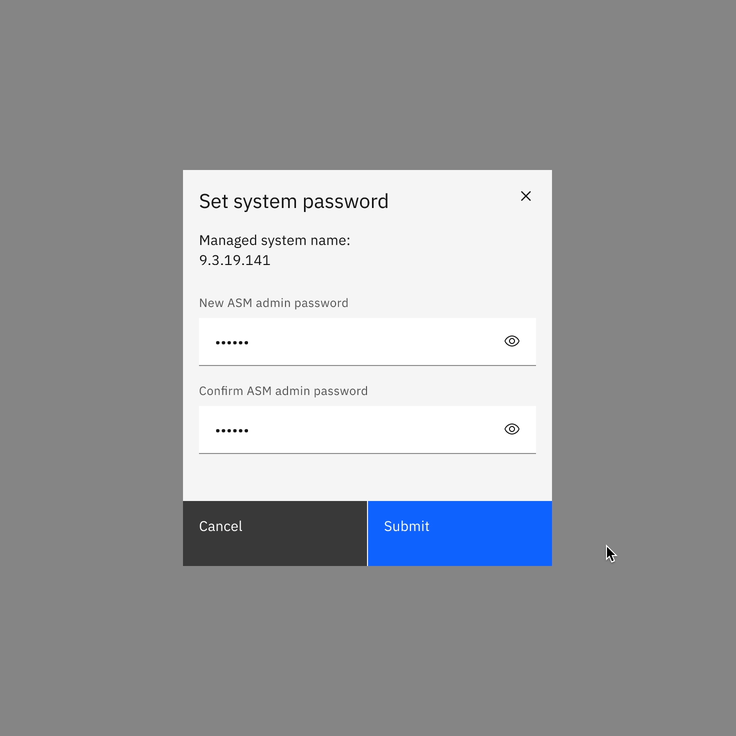 Set system password
Managed system name:
9.3.19.141
New ASM admin password
••••••
Confirm ASM admin password
••••••
Cancel
Submit